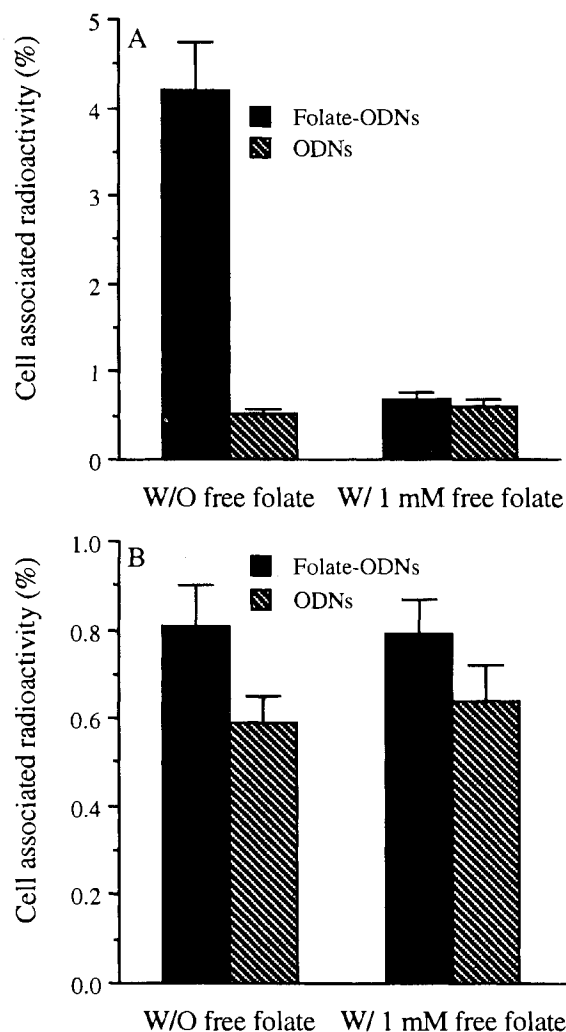 A
Cell associated radioactivity (%)
5
4
3
2
1
0
Folate-ODNs
ODNs
W/O free folate W/ 1 mM free folate
B
Cell associated radioactivity (%)
1.0
0.8
0.6
0.4
0.2
0.0
Folate-ODNs
ODNs
W/O free folate W/ 1 mM free folate